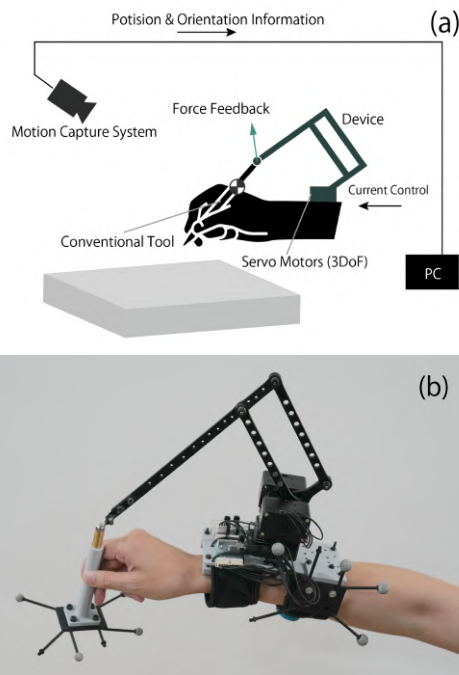 Potision & Orientation Information
(a)
Force Feedback
Device
Motion Capture System
Current Control
Conventional Tool
Servo Motors (3DoF)
PC
(b)